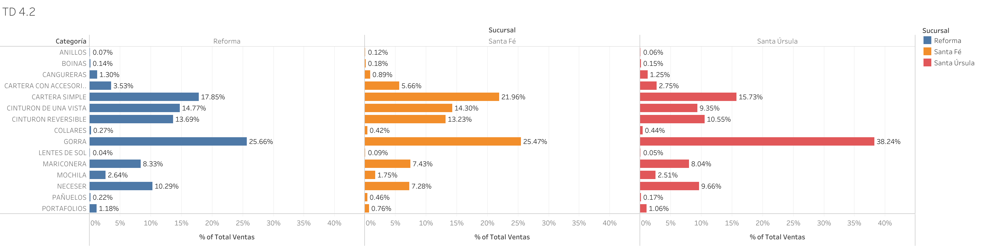 TD 4.2
Sucursal
Categoría Reforma Santa Fé Santa Úrsula
ANILLOS 0.07% 0.12% 0.06%
BOINAS 0.14% 0.18% 0.15%
CANGURERAS 1.30% 0.89% 1.25%
CARTERA CON ACCESORI.. 3.53% 5.66% 2.75%
CARTERA SIMPLE 17.85% 21.96% 15.73%
CINTURON DE UNA VISTA 14.77% 14.30% 9.35%
CINTURON REVERSIBLE 13.69% 13.23% 10.55%
COLLARES 0.27% 0.42% 0.44%
GORRA 25.66% 25.47% 38.24%
LENTES DE SOL 0.04% 0.09% 0.05%
MARICONERA 8.33% 7.43% 8.04%
MOCHILA 2.64% 1.75% 2.51%
NECESER 10.29% 7.28% 9.66%
PAÑUELOS 0.22% 0.46% 0.17%
PORTAFOLIOS 1.18% 0.76% 1.06%
0% 5% 10% 15% 20% 25% 30% 35% 40% 0% 5% 10% 15% 20% 25% 30% 35% 40% 0% 5% 10% 15% 20% 25% 30% 35% 40%
% of Total Ventas % of Total Ventas % of Total Ventas
Sucursal
Reforma
Santa Fé
Santa Úrsula